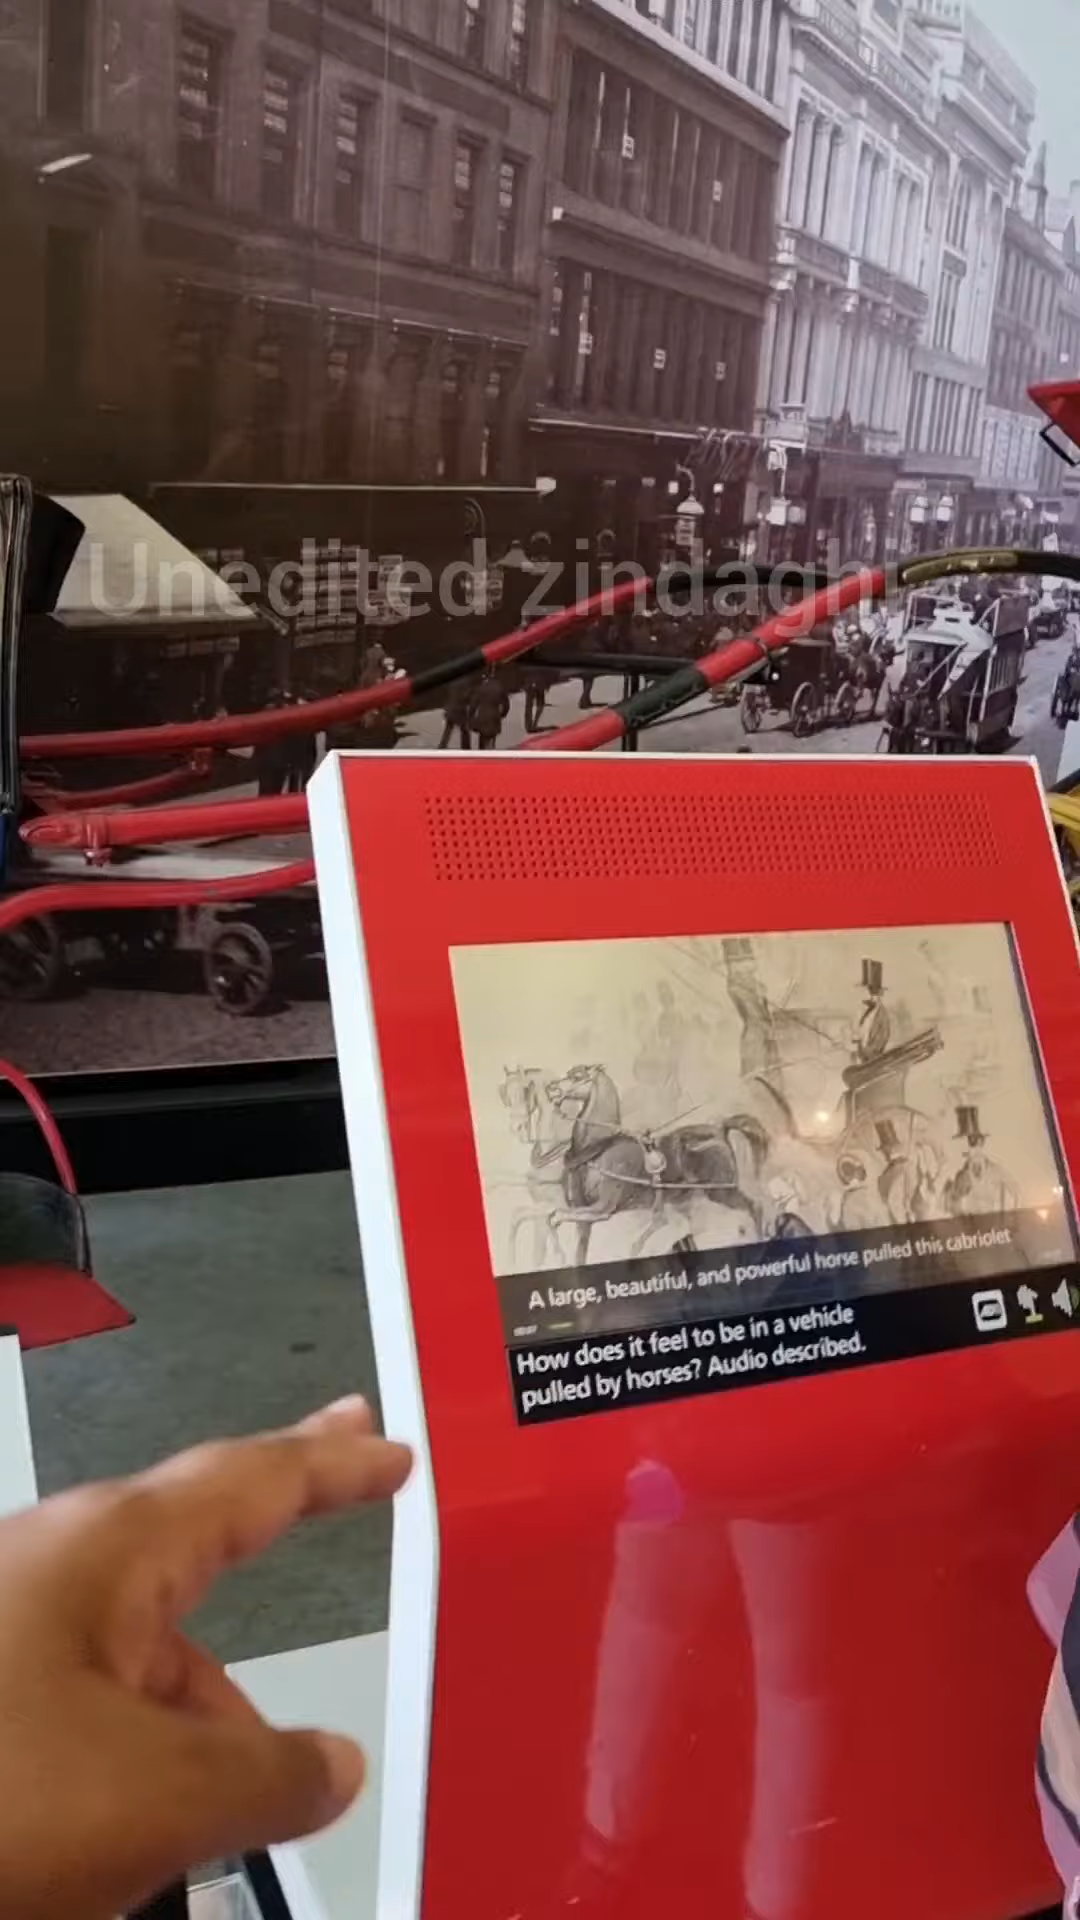 Unedited zindaghi
A large, beautiful, and powerful horse pulled this cabriolet
How does it feel to be in a vehicle
pulled by horses? Audio described.